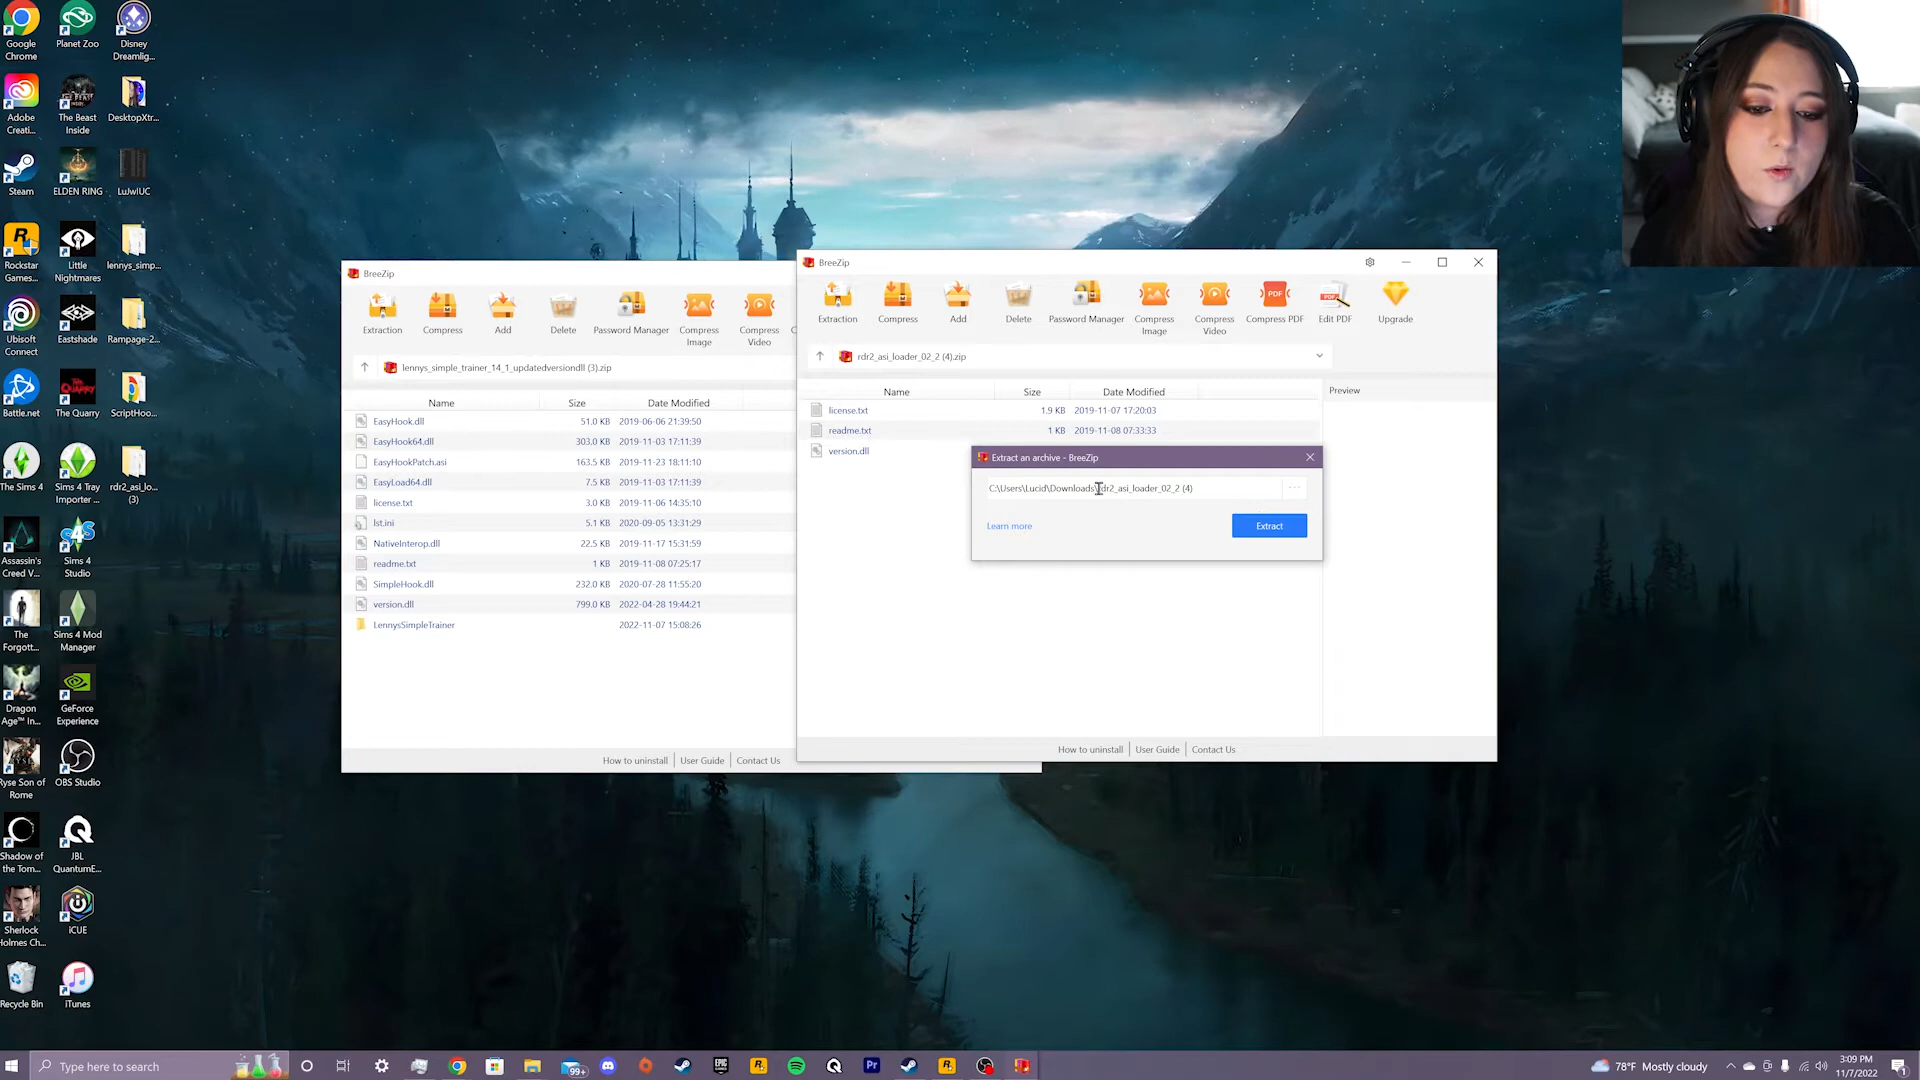 Google Chrome
Planet Zoo
Disney Dreamlig...
Adobe Creati...
The Beast Inside
DesktopXtr...
Steam
ELDEN RING
LuJwIUC
Rockstar Games...
Little Nightmares
lennys_simp...
Ubisoft Connect
Eastshade
Rampage-2...
Battle.net
The Quarry
ScriptHoo...
The Sims 4
Sims 4 Tray Importer ...
rdr2_asi_lo... (3)
Assassin's Creed V...
Sims 4 Studio
The Forgott...
Sims 4 Mod Manager
Dragon Age™ In...
GeForce Experience
Ryse Son of Rome
OBS Studio
Shadow of the Tom...
JBL QuantumE...
Sherlock Holmes Ch...
iCUE
Recycle Bin
iTunes
BreeZip
Extraction
Compress
Add
Delete
Password Manager
Compress Image
Compress Video
lennys_simple_trainer_14_1_updatedversiondll (3).zip
Name Size Date Modified
EasyHook.dll 51.0 KB 2019-06-06 21:39:50
EasyHook64.dll 303.0 KB 2019-11-03 17:11:39
EasyHookPatch.asi 163.5 KB 2019-11-23 18:11:10
EasyLoad64.dll 7.5 KB 2019-11-03 17:11:39
license.txt 3.0 KB 2019-11-06 14:35:10
lst.ini 5.1 KB 2020-09-05 13:31:29
NativeInterop.dll 22.5 KB 2019-11-17 15:31:59
readme.txt 1 KB 2019-11-08 07:25:17
SimpleHook.dll 232.0 KB 2020-07-28 11:55:20
version.dll 799.0 KB 2022-04-28 19:44:21
LennysSimpleTrainer 2022-11-07 15:08:26
How to uninstall User Guide Contact Us
BreeZip
Extraction
Compress
Add
Delete
Password Manager
Compress Image
Compress Video
PDF
Compress PDF
PDF
Edit PDF
Upgrade
rdr2_asi_loader_02_2 (4).zip
Name Size Date Modified
Preview
license.txt 1.9 KB 2019-11-07 17:20:03
readme.txt 1 KB 2019-11-08 07:33:33
version.dll
Extract an archive - BreeZip
C:\Users\Lucid\Downloads\rdr2_asi_loader_02_2 (4)
Learn more
Extract
How to uninstall User Guide Contact Us
Type here to search
99+
Pr
78°F Mostly cloudy
3:09 PM
11/7/2022